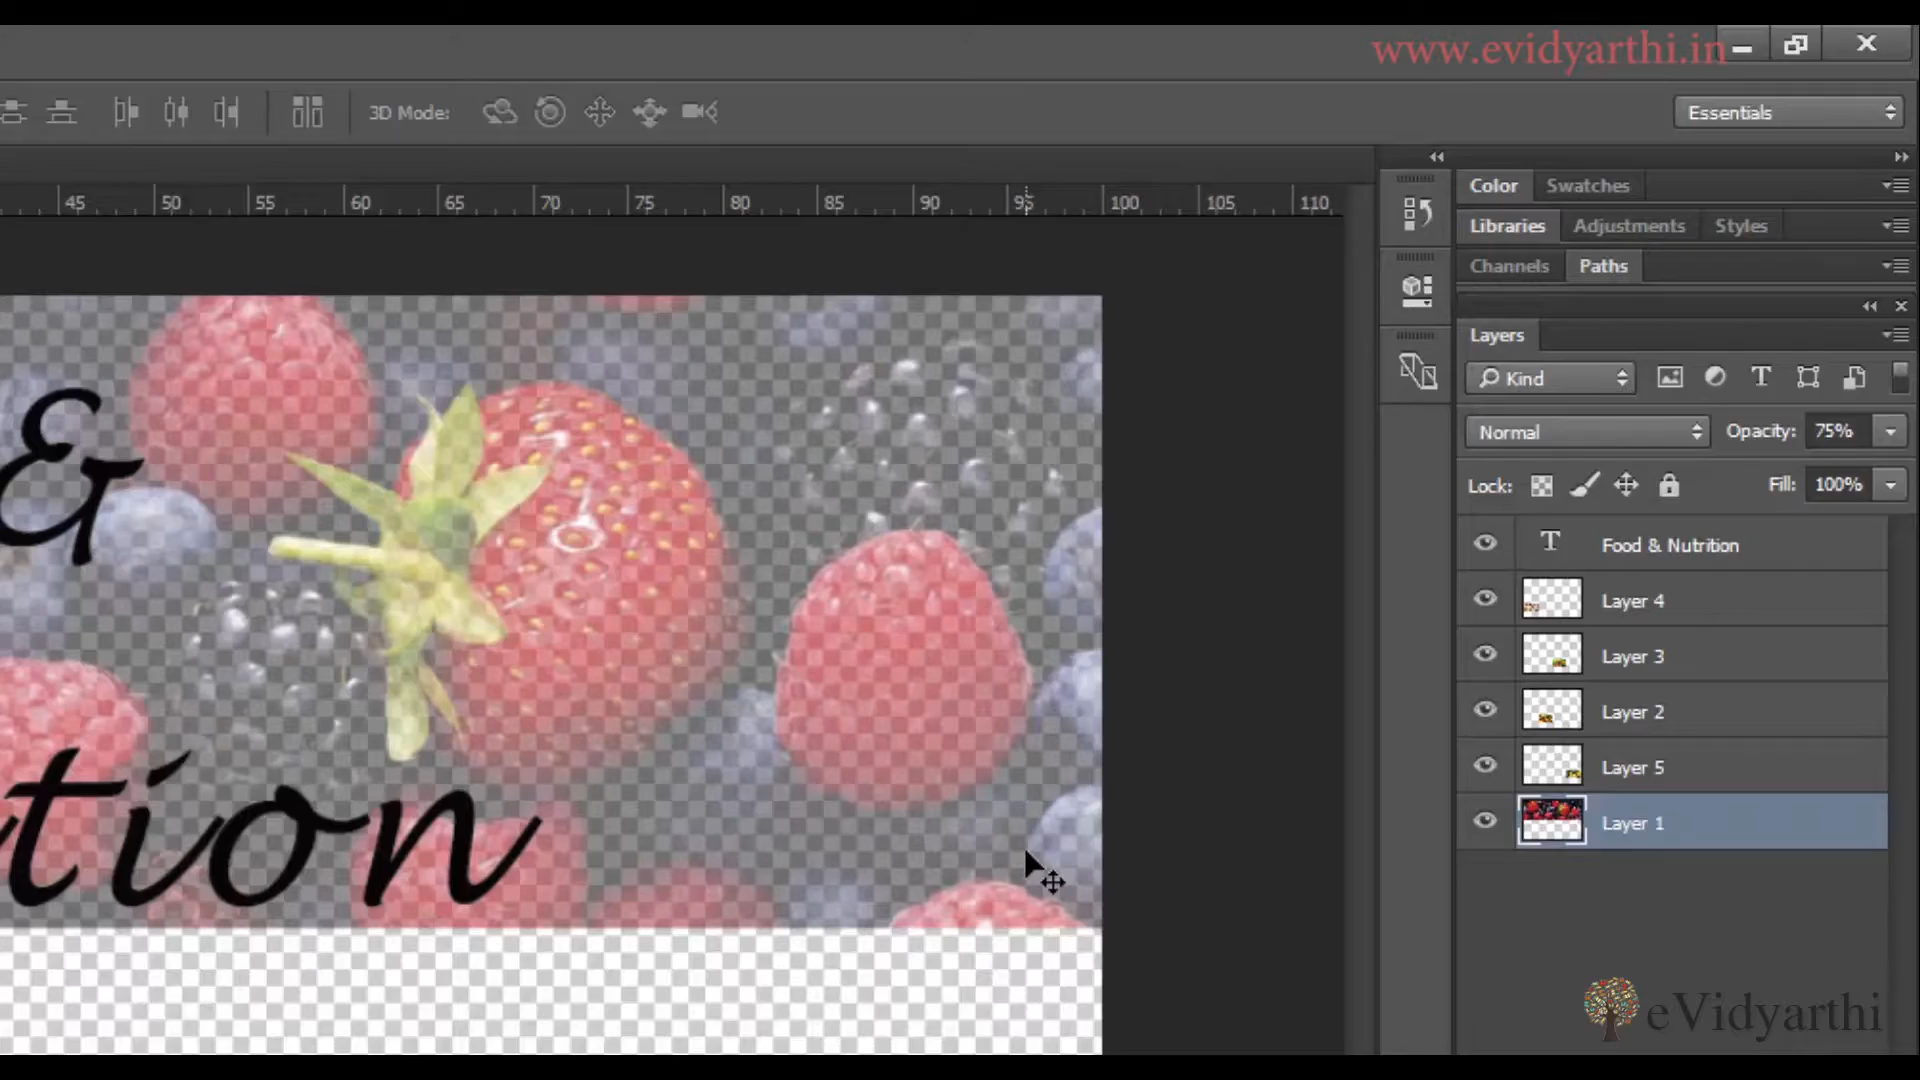 www.evidyarthi.in
3D Mode:
Essentials
45 50 55 60 65 70 75 80 85 90 95 100 105 110
Color Swatches
Libraries Adjustments Styles
Channels Paths
Layers
Kind T
Normal Opacity: 75%
Lock: Fill: 100%
T Food & Nutrition
Layer 4
Layer 3
Layer 2
Layer 5
Layer 1
&
tion
eVidyarthi